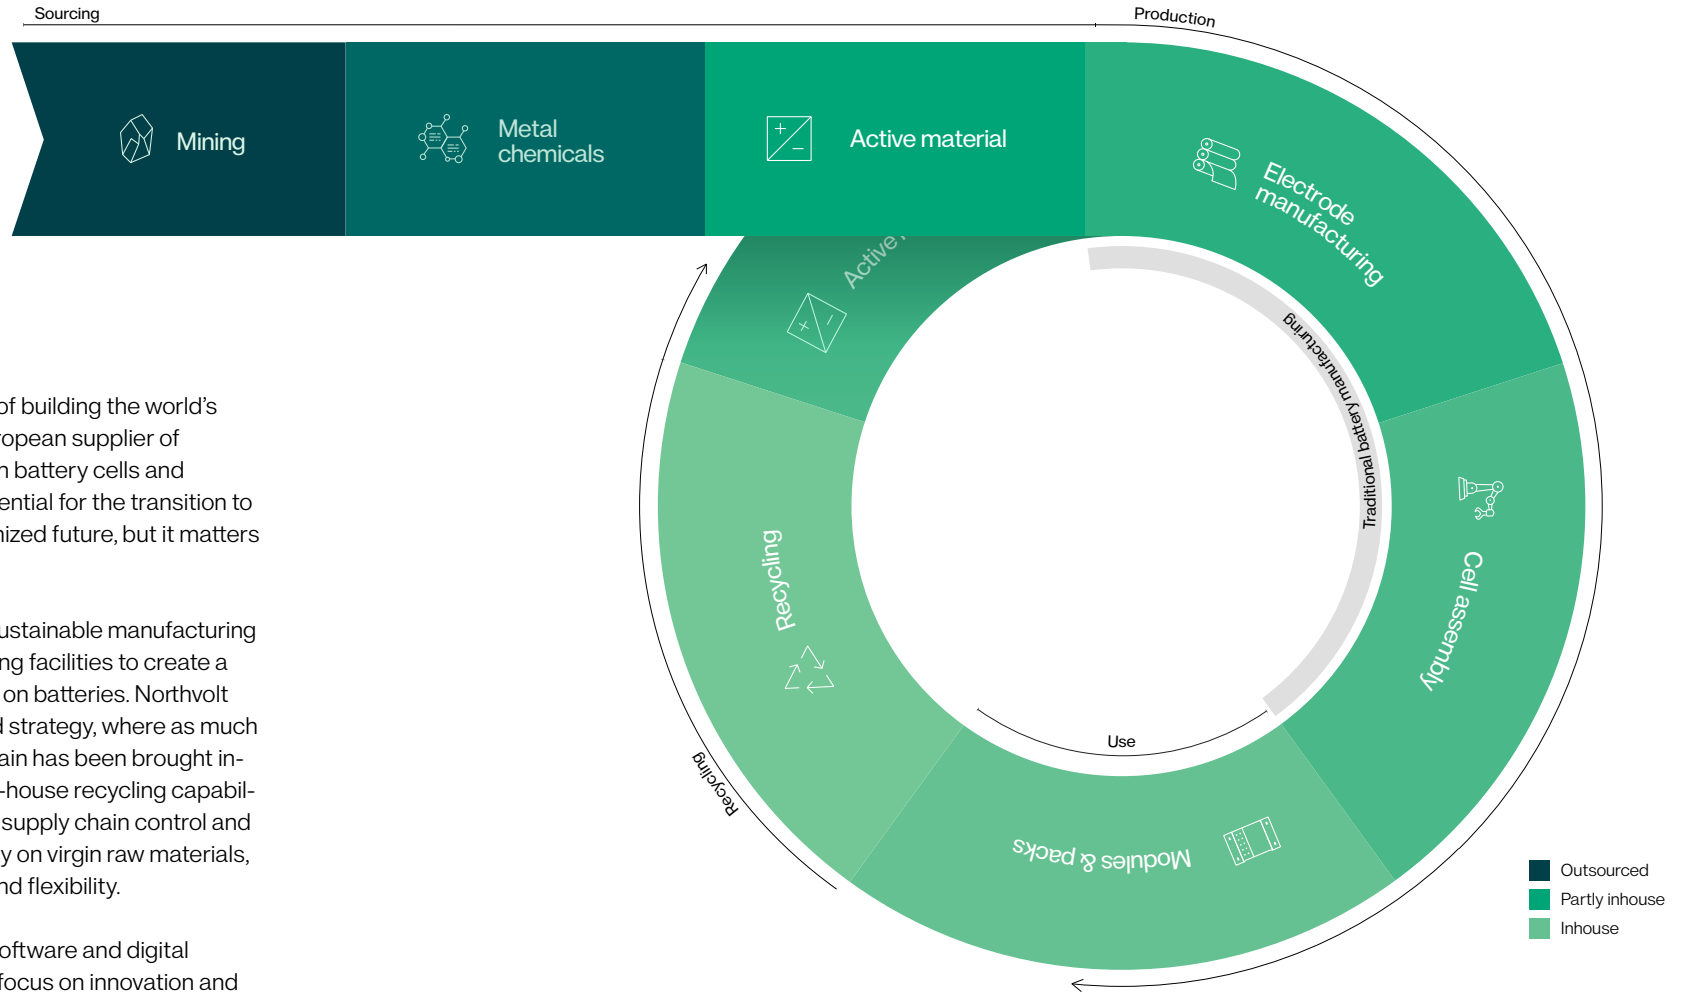 Sourcing
Production
Mining
Metal
chemicals
Active material
Electrode
manufacturing
Active
Traditional battery manufacturing
Cell assembly
Recycling
Use
Modules & packs
Recycling
Outsourced
Partly inhouse
Inhouse
of building the world's
ropean supplier of
n battery cells and
ential for the transition to
nized future, but it matters
ustainable manufacturing
ng facilities to create a
on batteries. Northvolt
d strategy, where as much
ain has been brought in-
-house recycling capabil-
supply chain control and
y on virgin raw materials,
nd flexibility.
oftware and digital
focus on innovation and